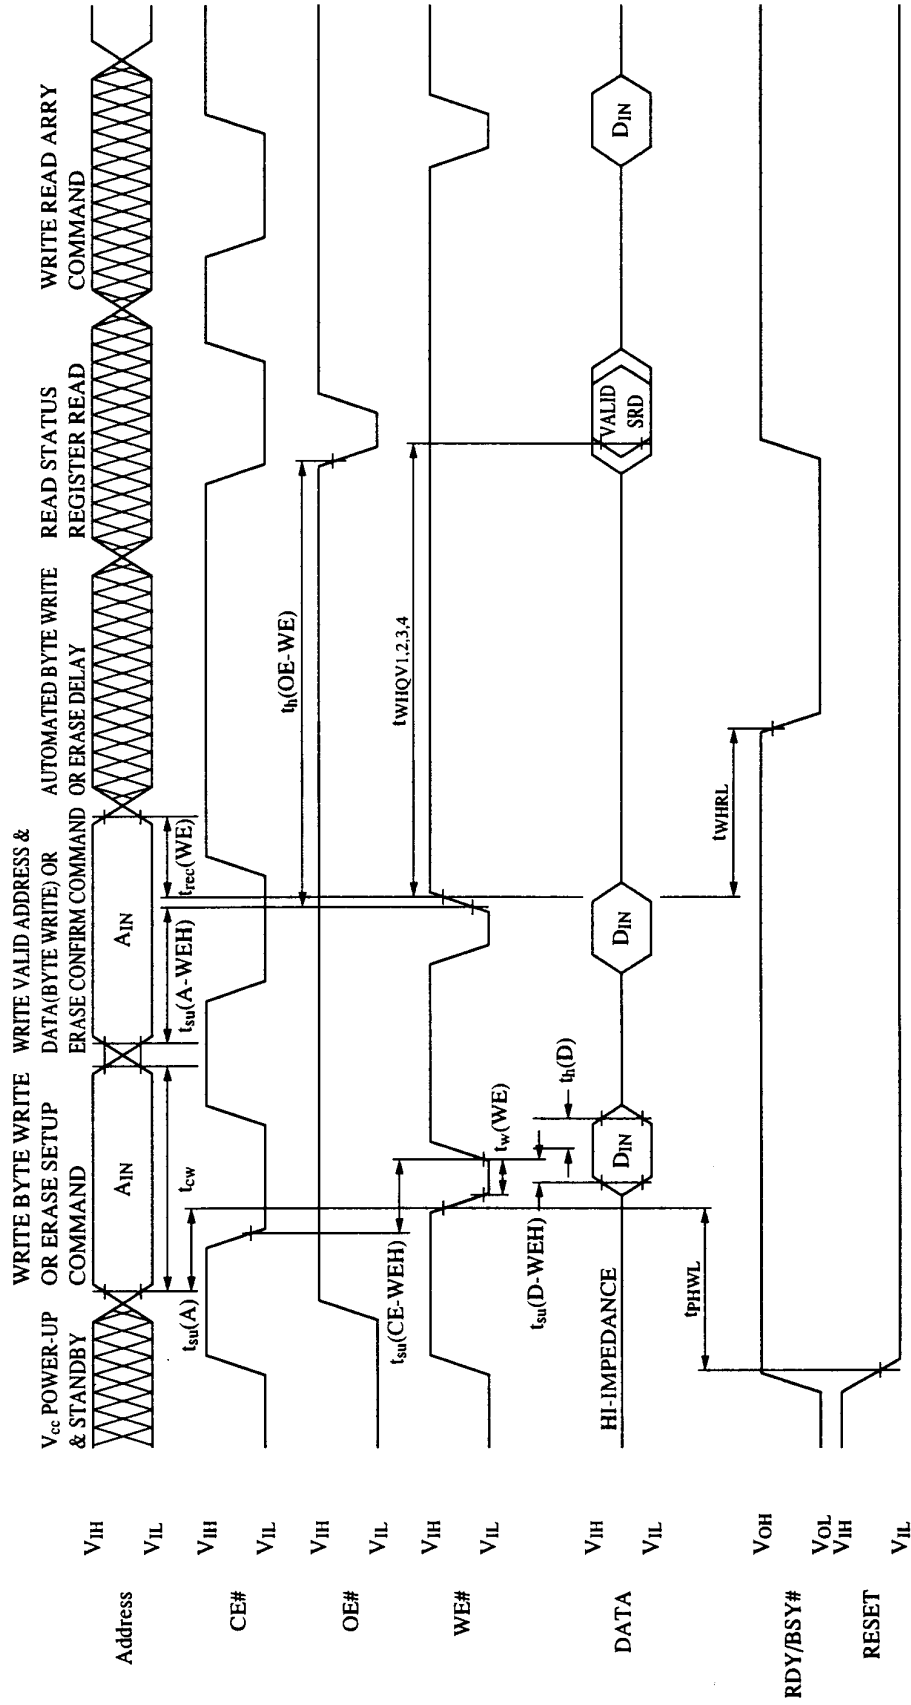 Vcc POWER-UP
& STANDBY
WRITE BYTE WRITE
OR ERASE SETUP
COMMAND
WRITE VALID ADDRESS &
DATA(BYTE WRITE) OR
ERASE CONFIRM COMMAND
AUTOMATED BYTE WRITE
OR ERASE DELAY
READ STATUS
REGISTER READ
WRITE READ ARRY
COMMAND
Address
VIH
VIL
AIN
AIN
tcw
tsu(A)
tsu(A-WEH)
trec(WE)
CE#
VIH
VIL
OE#
VIH
VIL
th(OE-WE)
tsu(CE-WEH)
WE#
VIH
VIL
tWHQV1,2,3,4
tw(WE)
tsu(D-WEH)
th(D)
DATA
VIH
VIL
HI-IMPEDANCE
DIN
DIN
VALID
SRD
DIN
tPHWL
tWHRL
RDY/BSY#
VOH
VOL
RESET
VIH
VIL